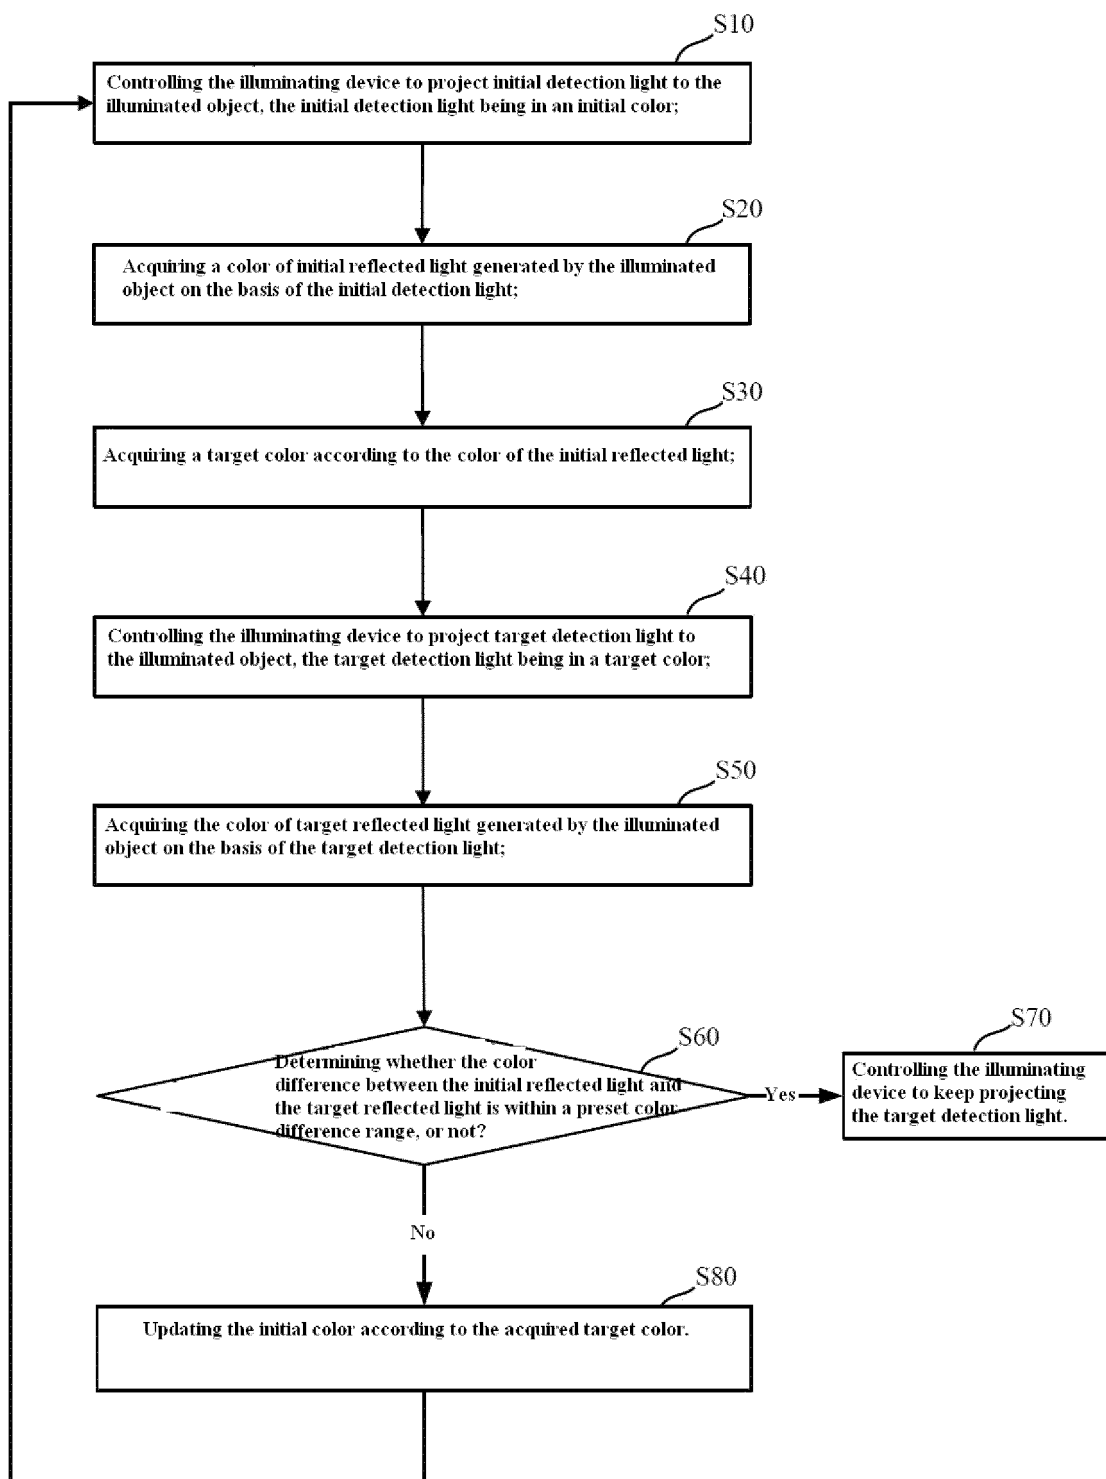 S10
Controlling the illuminating device to project initial detection light to the
illuminated object, the initial detection light being in an initial color;
S20
Acquiring a color of initial reflected light generated by the illuminated
object on the basis of the initial detection light;
S30
Acquiring a target color according to the color of the initial reflected light;
S40
Controlling the illuminating device to project target detection light to
the illuminated object, the target detection light being in a target color;
S50
Acquiring the color of target reflected light generated by the illuminated
object on the basis of the target detection light;
S60
Determining whether the color
difference between the initial reflected light and
the target reflected light is within a preset color
difference range, or not?
Yes
S70
Controlling the illuminating
device to keep projecting
the target detection light.
No
S80
Updating the initial color according to the acquired target color.